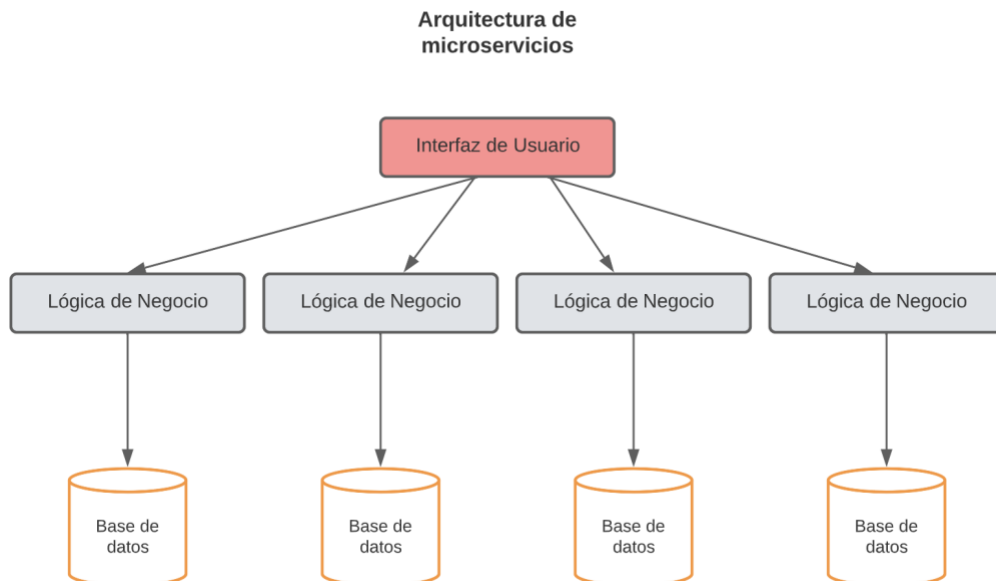 Arquitectura de
microservicios
Interfaz de Usuario
Lógica de Negocio
Lógica de Negocio
Lógica de Negocio
Lógica de Negocio
Base de
datos
Base de
datos
Base de
datos
Base de
datos